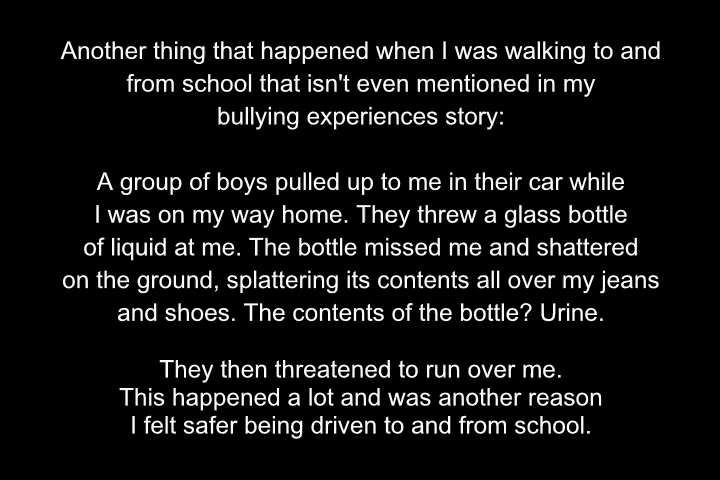 Another thing that happened when I was walking to and
from school that isn't even mentioned in my
bullying experiences story:
A group of boys pulled up to me in their car while
I was on my way home. They threw a glass bottle
of liquid at me. The bottle missed me and shattered
on the ground, splattering its contents all over my jeans
and shoes. The contents of the bottle? Urine.
They then threatened to run over me.
This happened a lot and was another reason
I felt safer being driven to and from school.